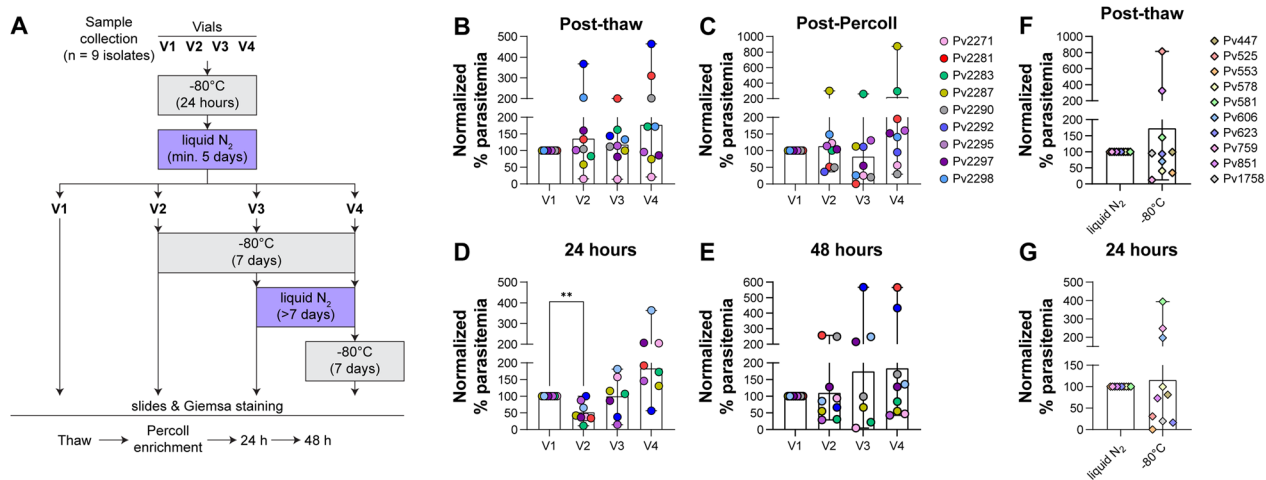 A
Sample
collection
(n = 9 isolates)
Vials
V1 V2 V3 V4
-80°C
(24 hours)
liquid N2
(min. 5 days)
V1 V2 V3 V4
-80°C
(7 days)
liquid N2
(>7 days)
-80°C
(7 days)
slides & Giemsa staining
Thaw
Percoll
enrichment
24 h
48 h
B
Post-thaw
Normalized
% parasitemia
500
400
300
200
200
150
100
50
0
V1 V2 V3 V4
C
Post-Percoll
Normalized
% parasitemia
1000
800
600
400
200
200
150
100
50
0
V1 V2 V3 V4
Pv2271
Pv2281
Pv2283
Pv2287
Pv2290
Pv2292
Pv2295
Pv2297
Pv2298
D
24 hours
Normalized
% parasitemia
500
400
300
200
200
150
100
50
0
**
V1 V2 V3 V4
E
48 hours
Normalized
% parasitemia
600
500
400
300
200
200
150
100
50
0
V1 V2 V3 V4
F
Post-thaw
Normalized
% parasitemia
1000
800
600
400
200
200
150
100
50
0
liquid N2
-80°C
Pv447
Pv525
Pv553
Pv578
Pv581
Pv606
Pv623
Pv759
Pv851
Pv1758
G
24 hours
Normalized
% parasitemia
500
400
300
200
150
100
50
0
liquid N2
-80°C